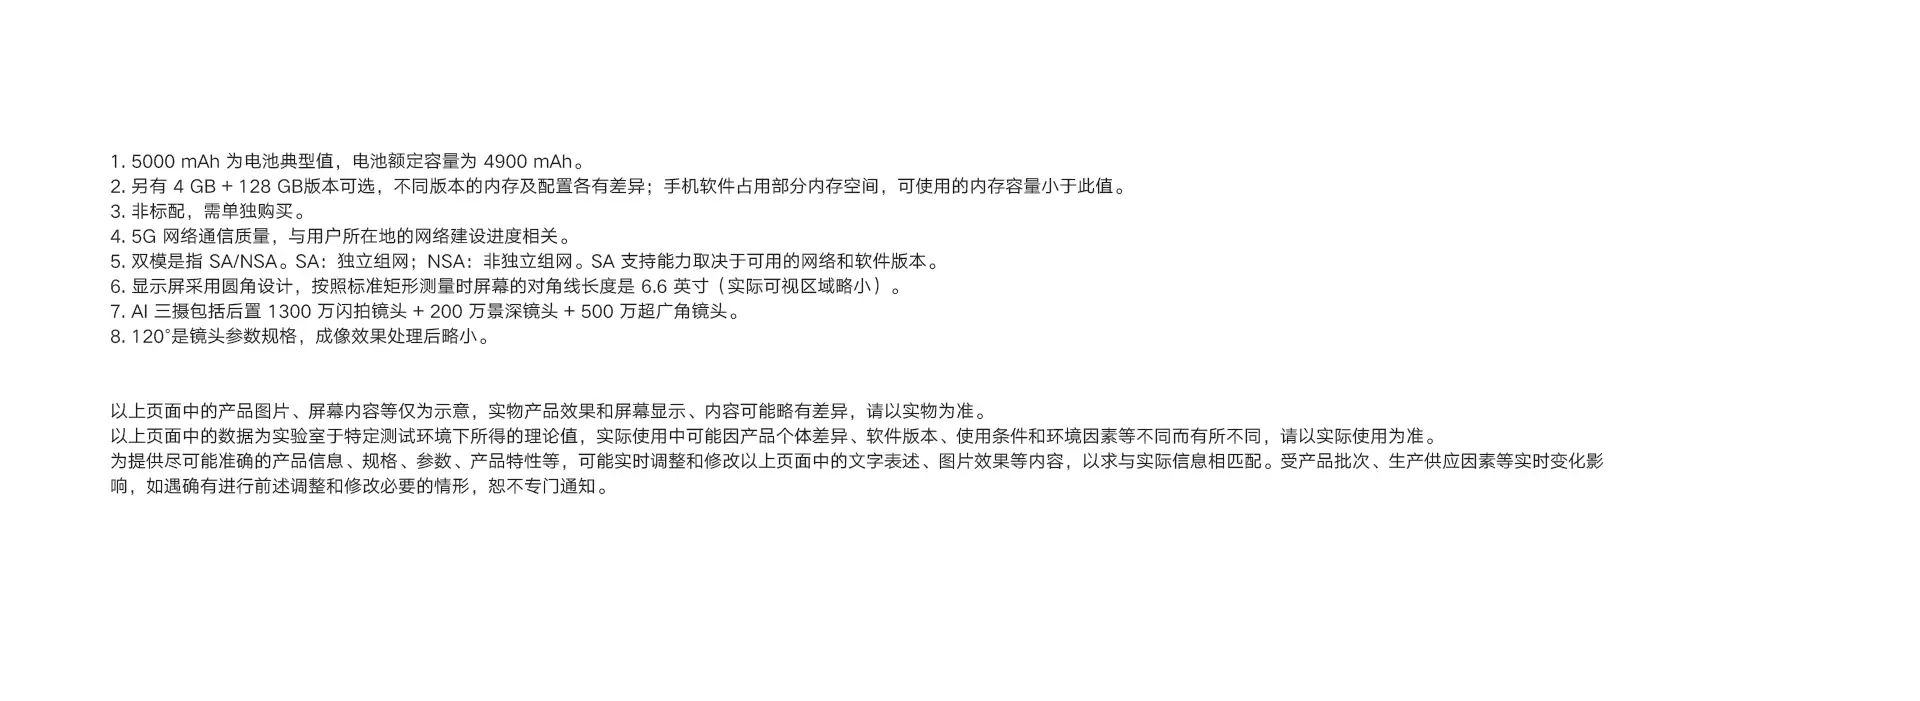 1. 5000 mAh 为电池典型值，电池额定容量为 4900 mAh。
2. 另有 4 GB + 128 GB版本可选，不同版本的内存及配置各有差异；手机软件占用部分内存空间，可使用的内存容量小于此值。
3. 非标配，需单独购买。
4. 5G 网络通信质量，与用户所在地的网络建设进度相关。
5. 双模是指 SA/NSA。SA：独立组网；NSA：非独立组网。SA 支持能力取决于可用的网络和软件版本。
6. 显示屏采用圆角设计，按照标准矩形测量时屏幕的对角线长度是 6.6 英寸（实际可视区域略小）。
7. AI 三摄包括后置 1300 万闪拍镜头 + 200 万景深镜头 + 500 万超广角镜头。
8. 120°是镜头参数规格，成像效果处理后略小。
以上页面中的产品图片、屏幕内容等仅为示意，实物产品效果和屏幕显示、内容可能略有差异，请以实物为准。
以上页面中的数据为实验室于特定测试环境下所得的理论值，实际使用中可能因产品个体差异、软件版本、使用条件和环境因素等不同而有所不同，请以实际使用为准。
为提供尽可能准确的产品信息、规格、参数、产品特性等，可能实时调整和修改以上页面中的文字表述、图片效果等内容，以求与实际信息相匹配。受产品批次、生产供应因素等实时变化影
响，如遇确有进行前述调整和修改必要的情形，恕不专门通知。